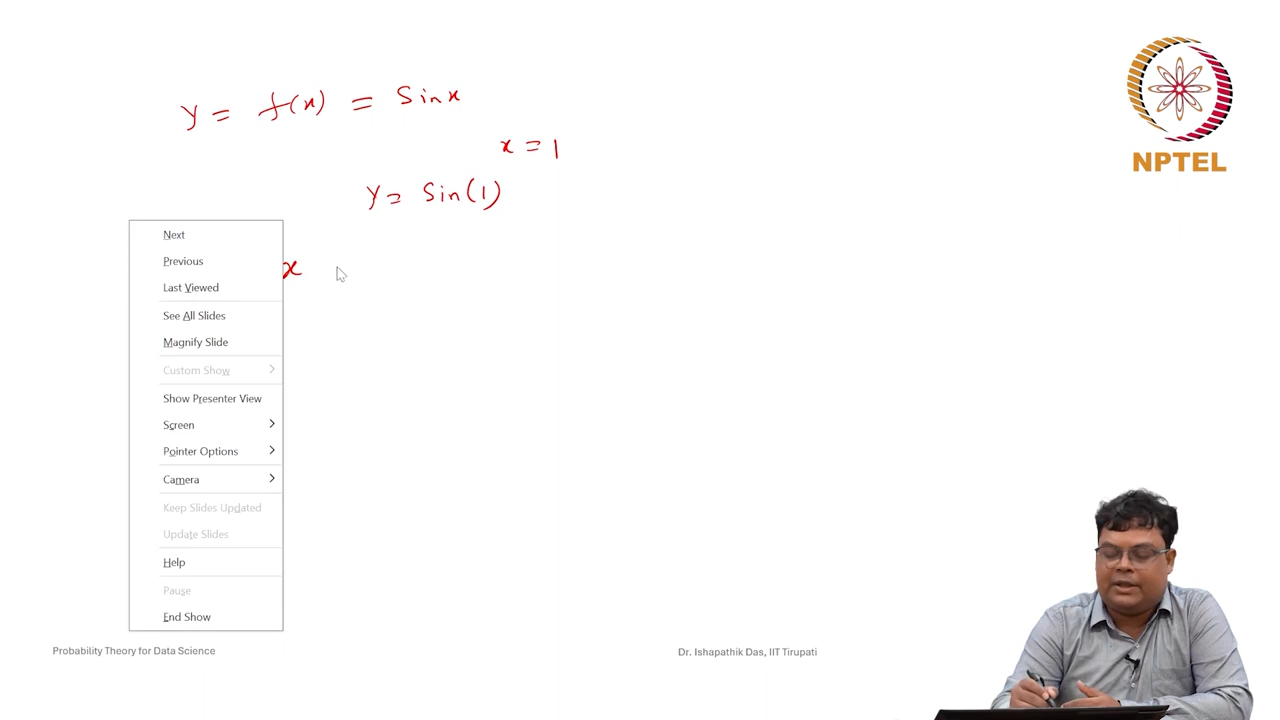 y = f(x) = Sinx
x = 1
y = Sin(1)
x
Next
Previous
Last Viewed
See All Slides
Magnify Slide
Custom Show
Show Presenter View
Screen
Pointer Options
Camera
Keep Slides Updated
Update Slides
Help
Pause
End Show
NPTEL
Probability Theory for Data Science
Dr. Ishapathik Das, IIT Tirupati